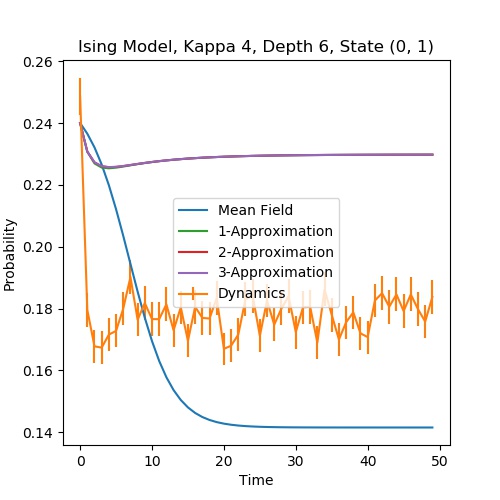 Ising Model, Kappa 4, Depth 6, State (0, 1)
0.26
0.24
0.22
0.20
0.18
0.16
0.14
Probability
Mean Field
1-Approximation
2-Approximation
3-Approximation
Dynamics
0
10
20
30
40
50
Time